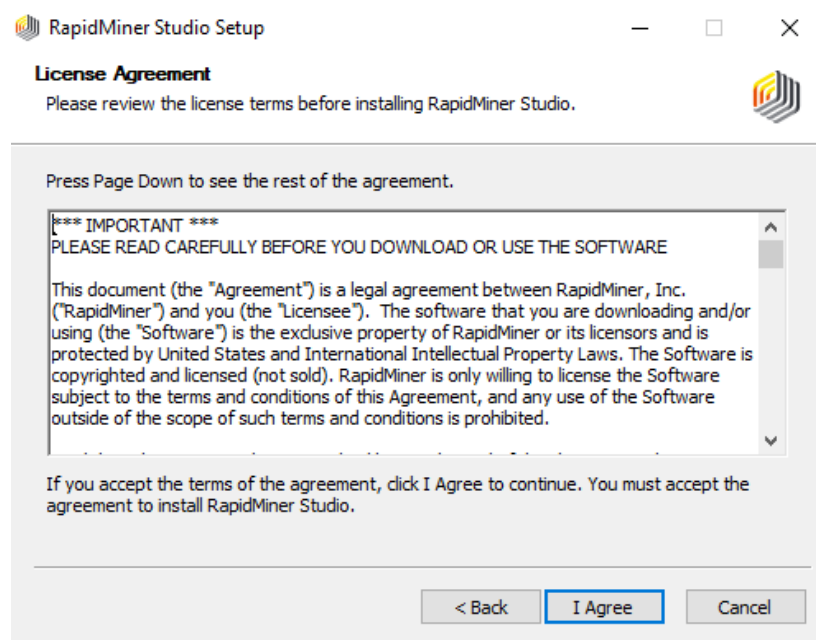 RapidMiner Studio Setup
License Agreement
Please review the license terms before installing RapidMiner Studio.
Press Page Down to see the rest of the agreement.
*** IMPORTANT ***
PLEASE READ CAREFULLY BEFORE YOU DOWNLOAD OR USE THE SOFTWARE
This document (the "Agreement") is a legal agreement between RapidMiner, Inc.
("RapidMiner") and you (the "Licensee").  The software that you are downloading and/or
using (the "Software") is the exclusive property of RapidMiner or its licensors and is
protected by United States and International Intellectual Property Laws. The Software is
copyrighted and licensed (not sold). RapidMiner is only willing to license the Software
subject to the terms and conditions of this Agreement, and any use of the Software
outside of the scope of such terms and conditions is prohibited.
If you accept the terms of the agreement, click I Agree to continue. You must accept the
agreement to install RapidMiner Studio.
< Back
I Agree
Cancel